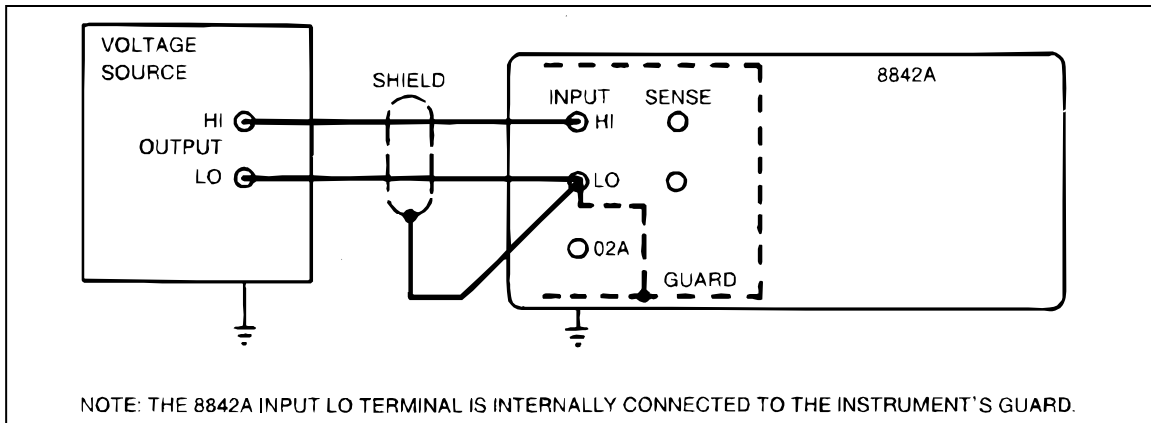 VOLTAGE
SOURCE
SHIELD
8842A
INPUT SENSE
HI
HI
OUTPUT
LO
LO
02A
GUARD
NOTE: THE 8842A INPUT LO TERMINAL IS INTERNALLY CONNECTED TO THE INSTRUMENT'S GUARD.